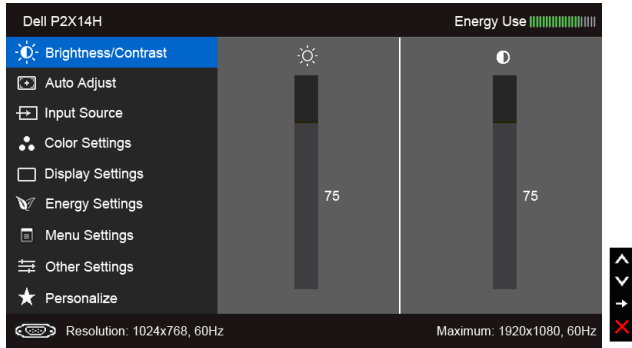 Dell P2X14H
Energy Use
Brightness/Contrast
Auto Adjust
Input Source
Color Settings
Display Settings
Energy Settings
Menu Settings
Other Settings
Personalize
75
75
Resolution: 1024x768, 60Hz
Maximum: 1920x1080, 60Hz